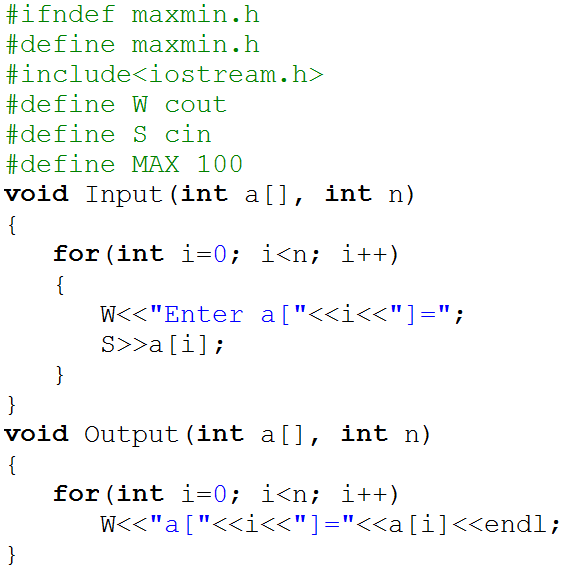 #ifndef maxmin.h
#define maxmin.h
#include<iostream.h>
#define W cout
#define S cin
#define MAX 100
void Input(int a[], int n)
{
   for(int i=0; i<n; i++)
   {
      W<<"Enter a["<<i<<"]=";
      S>>a[i];
   }
}
void Output(int a[], int n)
{
   for(int i=0; i<n; i++)
      W<<"a["<<i<<"]="<<a[i]<<endl;
}